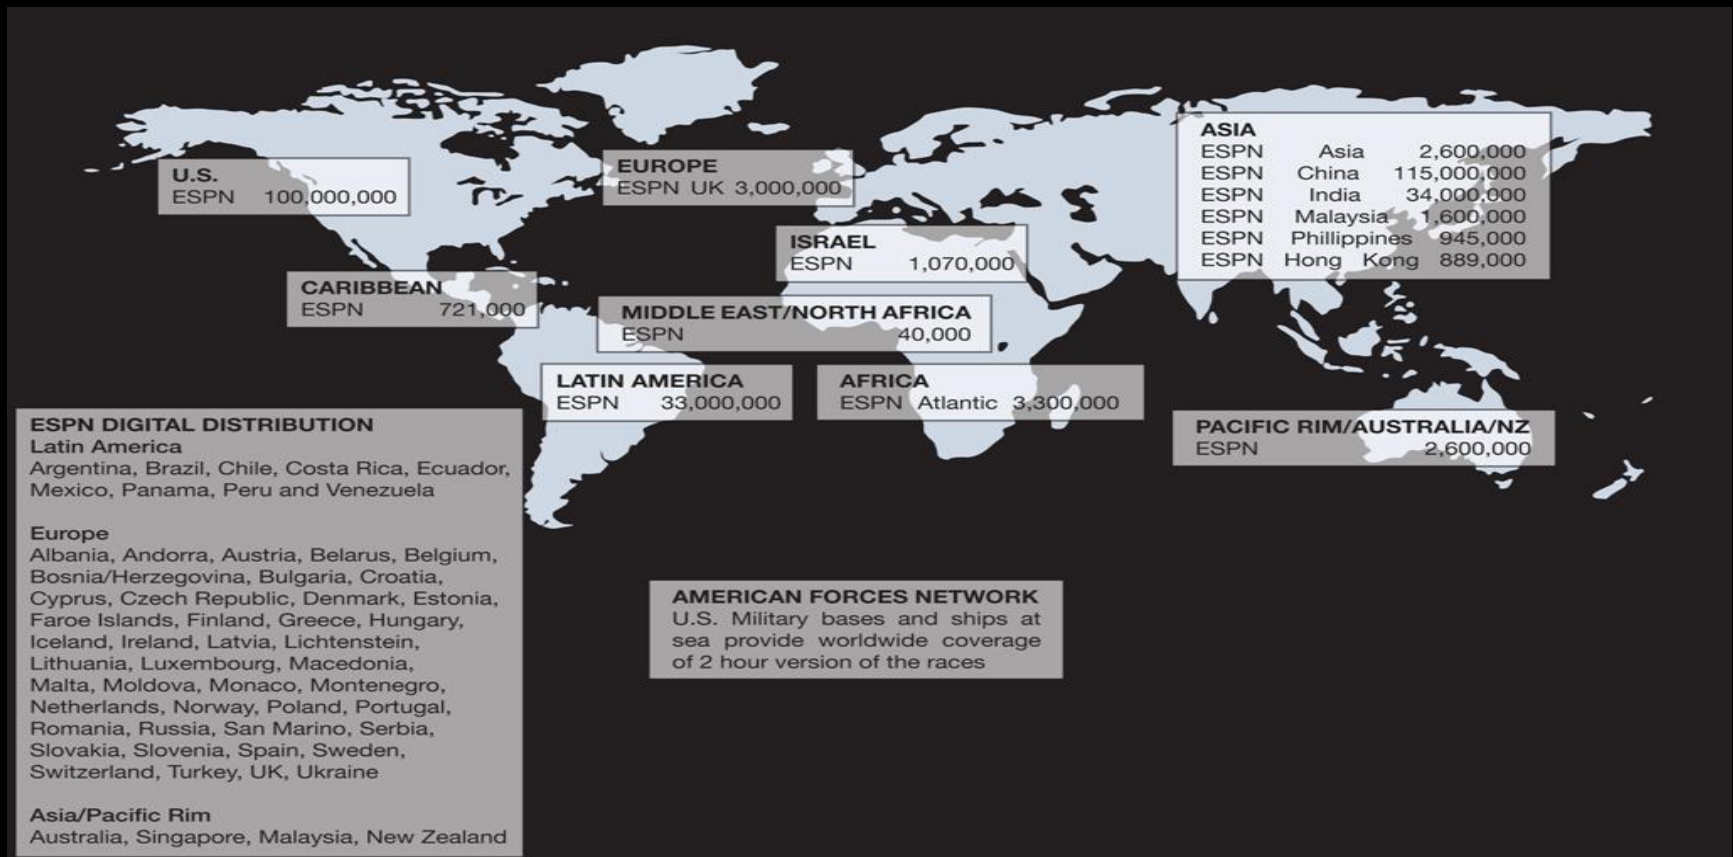 U.S.
ESPN 100,000,000
EUROPE
ESPN UK 3,000,000
ASIA
ESPN Asia 2,600,000
ESPN China 115,000,000
ESPN India 34,000,000
ESPN Malaysia 1,600,000
ESPN Phillippines 945,000
ESPN Hong Kong 889,000
ISRAEL
ESPN 1,070,000
CARIBBEAN
ESPN 721,000
MIDDLE EAST/NORTH AFRICA
ESPN 40,000
LATIN AMERICA
ESPN 33,000,000
AFRICA
ESPN Atlantic 3,300,000
PACIFIC RIM/AUSTRALIA/NZ
ESPN 2,600,000
ESPN DIGITAL DISTRIBUTION
Latin America
Argentina, Brazil, Chile, Costa Rica, Ecuador,
Mexico, Panama, Peru and Venezuela
Europe
Albania, Andorra, Austria, Belarus, Belgium,
Bosnia/Herzegovina, Bulgaria, Croatia,
Cyprus, Czech Republic, Denmark, Estonia,
Faroe Islands, Finland, Greece, Hungary,
Iceland, Ireland, Latvia, Lichtenstein,
Lithuania, Luxembourg, Macedonia,
Malta, Moldova, Monaco, Montenegro,
Netherlands, Norway, Poland, Portugal,
Romania, Russia, San Marino, Serbia,
Slovakia, Slovenia, Spain, Sweden,
Switzerland, Turkey, UK, Ukraine
Asia/Pacific Rim
Australia, Singapore, Malaysia, New Zealand
AMERICAN FORCES NETWORK
U.S. Military bases and ships at
sea provide worldwide coverage
of 2 hour version of the races